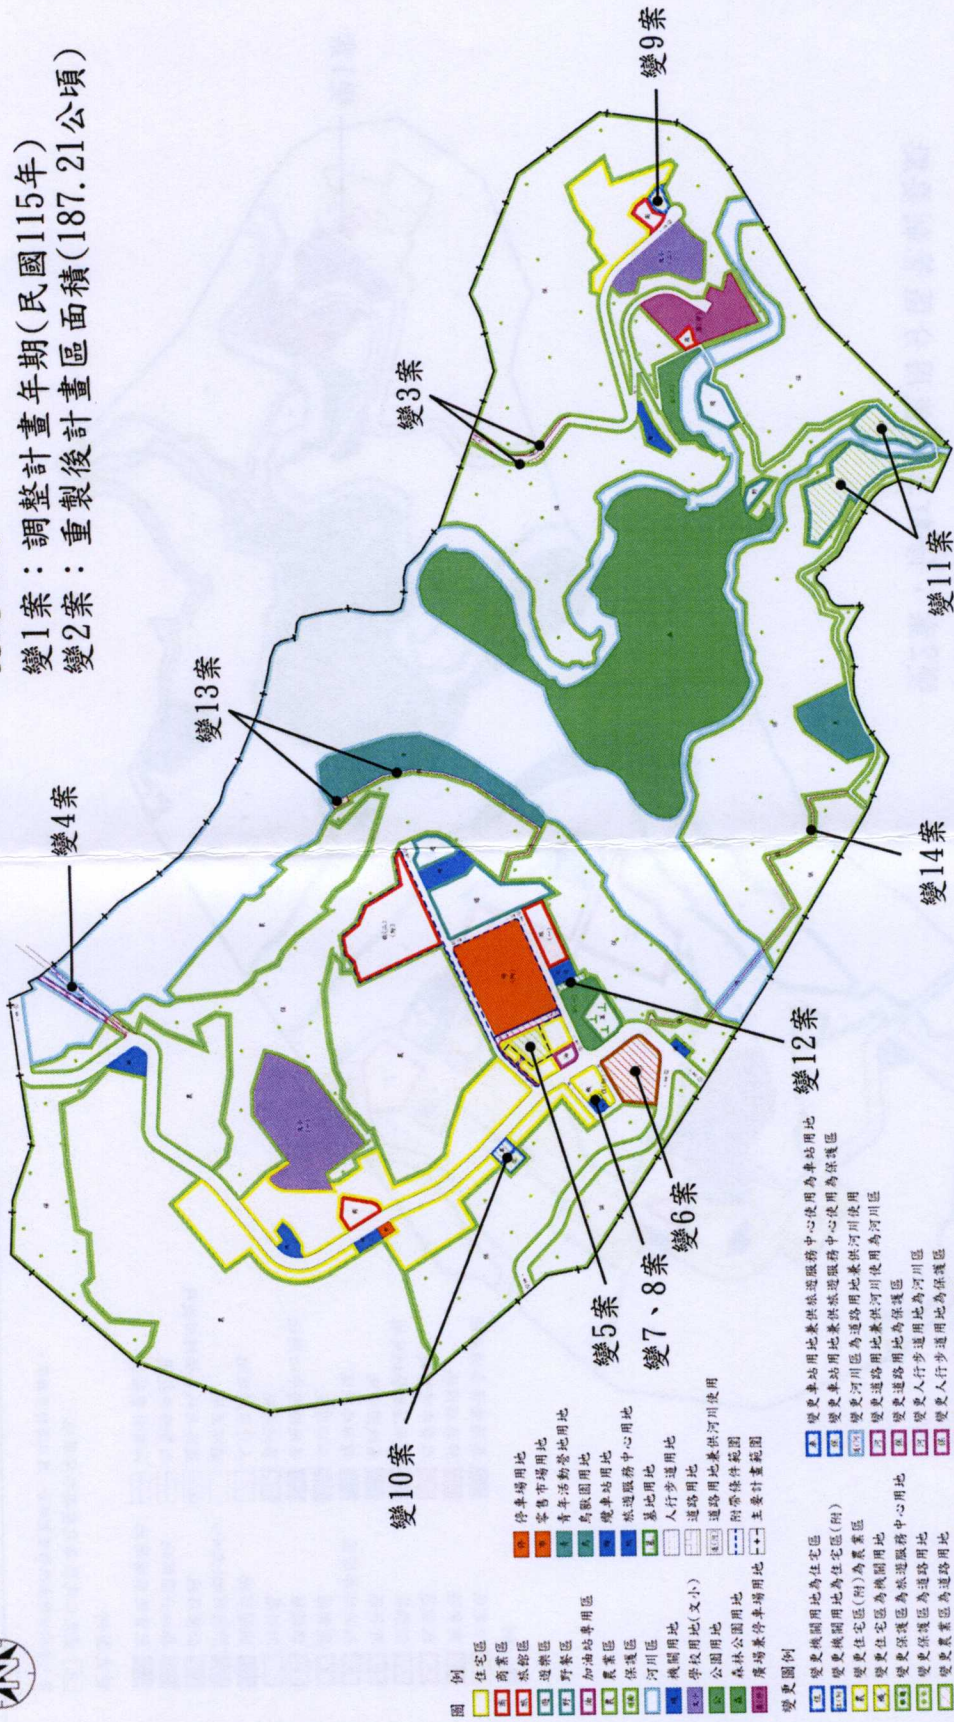 變1案：調整計畫年期(民國115年)
變2案：重製後計畫區面積(187.21公頃)
變9案
變3案
變13案
變4案
變11案
變14案
變12案
變6案
變7、8案
變5案
變10案
圖 例
住宅區
商業區
旅館區
遊樂區
野餐區
加油站專用區
農業區
保護區
河川區
機關用地
學校用地(文小)
公園用地
森林公園用地
廣場兼停車場用地
停車場用地
零售市場用地
青年活動營地用地
鳥獸園用地
纜車站用地
旅遊服務中心用地
墓地用地
人行步道用地
道路用地
道路用地兼供河川使用
附帶條件範圍
主要計畫範圍
變更圖例
變更機關用地為住宅區
變更機關用地為住宅區(附)
變更住宅區(附)為農業區
變更住宅區為機關用地
變更保護區為旅遊服務中心用地
變更保護區為道路用地
變更農業區為道路用地
變更車站用地兼供旅遊服務中心使用為車站用地
變更車站用地兼供旅遊服務中心使用為保護區
變更河川區為道路用地兼供河川使用
變更道路用地兼供河川使用為河川區
變更道路用地為保護區
變更人行步道用地為河川區
變更人行步道用地為保護區